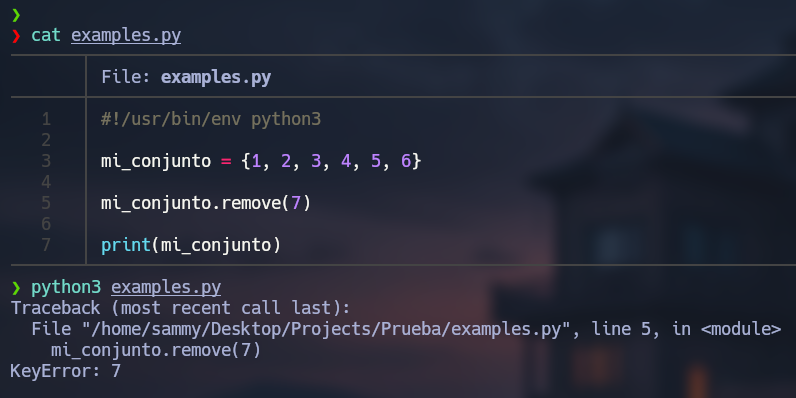 ❯
❯ cat examples.py
File: examples.py
1 #!/usr/bin/env python3
2
3 mi_conjunto = {1, 2, 3, 4, 5, 6}
4
5 mi_conjunto.remove(7)
6
7 print(mi_conjunto)
❯ python3 examples.py
Traceback (most recent call last):
  File "/home/sammy/Desktop/Projects/Prueba/examples.py", line 5, in <module>
    mi_conjunto.remove(7)
KeyError: 7